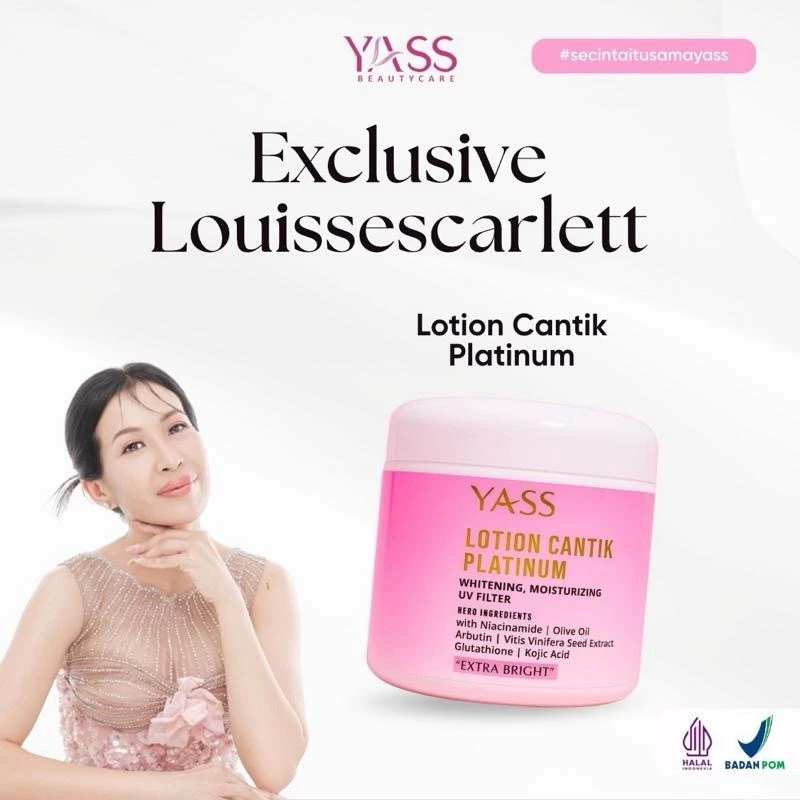 YASS
BEAUTYCARE
#secintaitusamayass
Exclusive
Louissescarlett
Lotion Cantik
Platinum
YASS
LOTION CANTIK
PLATINUM
WHITENING, MOISTURIZING
UV FILTER
HERO INGREDIENTS
with Niacinamide | Olive Oil
Arbutin | Vitis Vinifera Seed Extract
Glutathione | Kojic Acid
"EXTRA BRIGHT"
HALAL
INDONESIA
BADAN POM